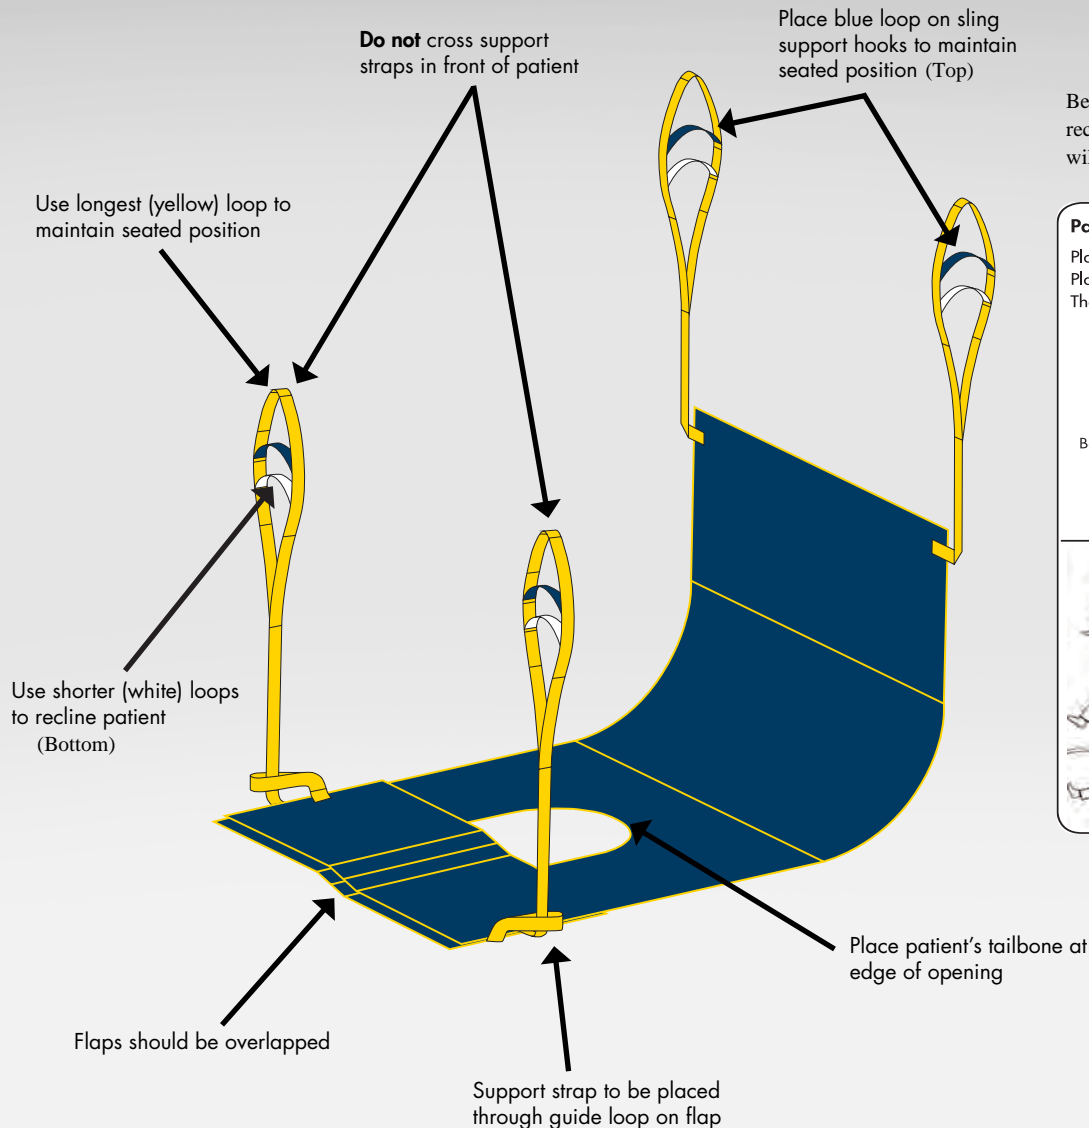 Do not cross support
straps in front of patient
Place blue loop on sling
support hooks to maintain
seated position (Top)
Use longest (yellow) loop to
maintain seated position
Use shorter (white) loops
to recline patient
(Bottom)
Place patient's tailbone at
edge of opening
Flaps should be overlapped
Support strap to be placed
through guide loop on flap